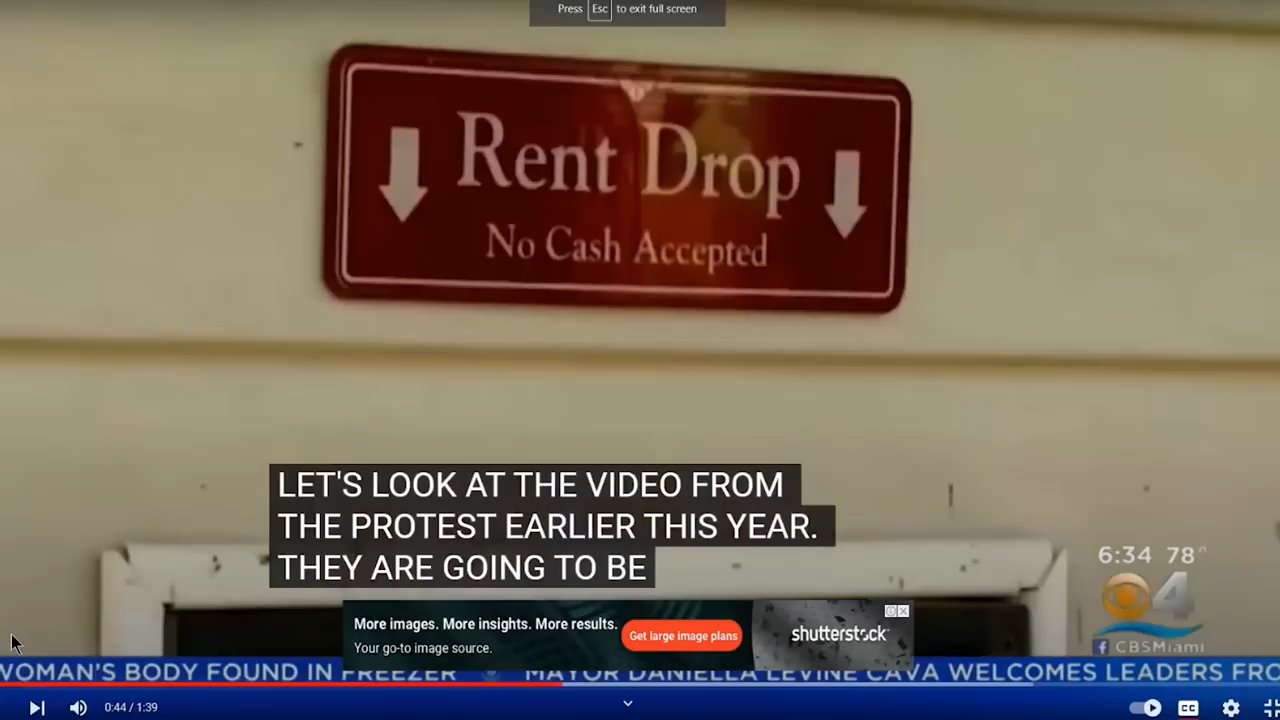 Press Esc to exit full screen
Rent Drop
No Cash Accepted
LET'S LOOK AT THE VIDEO FROM
THE PROTEST EARLIER THIS YEAR.
THEY ARE GOING TO BE
6:34 78°
4
CBSMiami
More images. More insights. More results.
Your go-to image source.
Get large image plans
shutterstock
WOMAN'S BODY FOUND IN FREEZER MAYOR DANIELLA LEVINE CAVA WELCOMES LEADERS FRO
0:44 / 1:39
CC